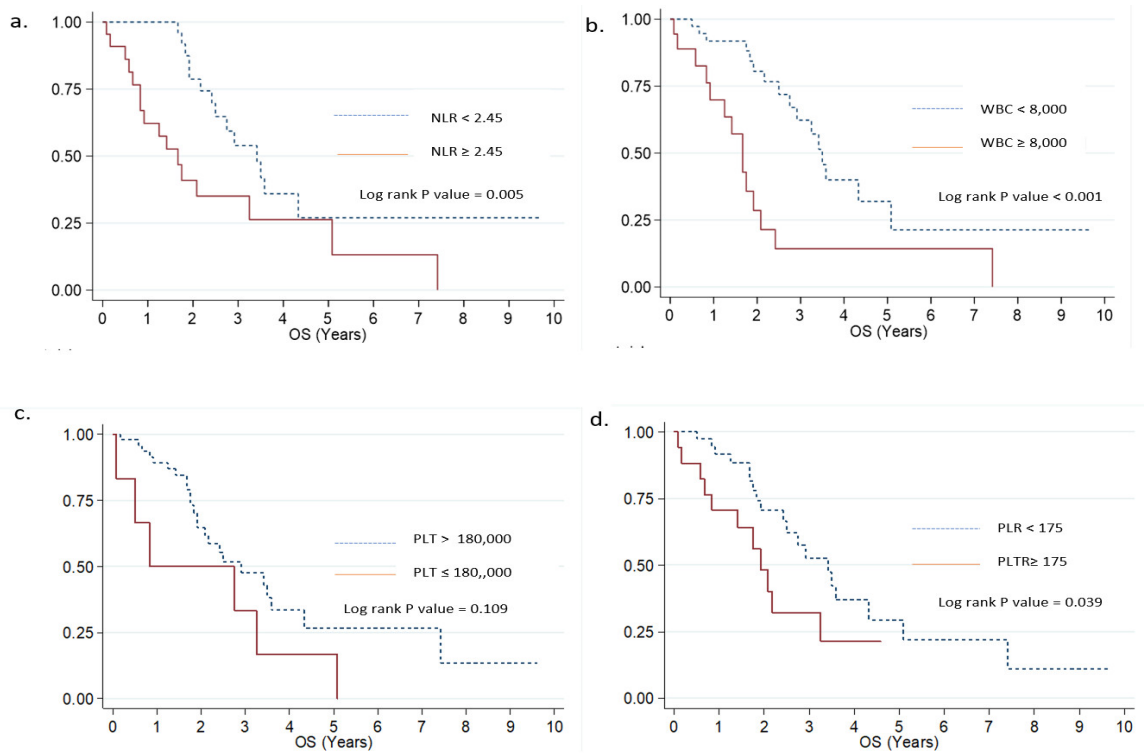 a.
1.00
0.75
0.50
0.25
0.00
NLR < 2.45
NLR ≥ 2.45
Log rank P value = 0.005
0 1 2 3 4 5 6 7 8 9 10
OS (Years)
b.
1.00
0.75
0.50
0.25
0.00
WBC < 8,000
WBC ≥ 8,000
Log rank P value < 0.001
0 1 2 3 4 5 6 7 8 9 10
OS (Years)
c.
1.00
0.75
0.50
0.25
0.00
PLT > 180,000
PLT ≤ 180,,000
Log rank P value = 0.109
0 1 2 3 4 5 6 7 8 9 10
OS (Years)
d.
1.00
0.75
0.50
0.25
0.00
PLR < 175
PLTR≥ 175
Log rank P value = 0.039
0 1 2 3 4 5 6 7 8 9 10
OS (Years)